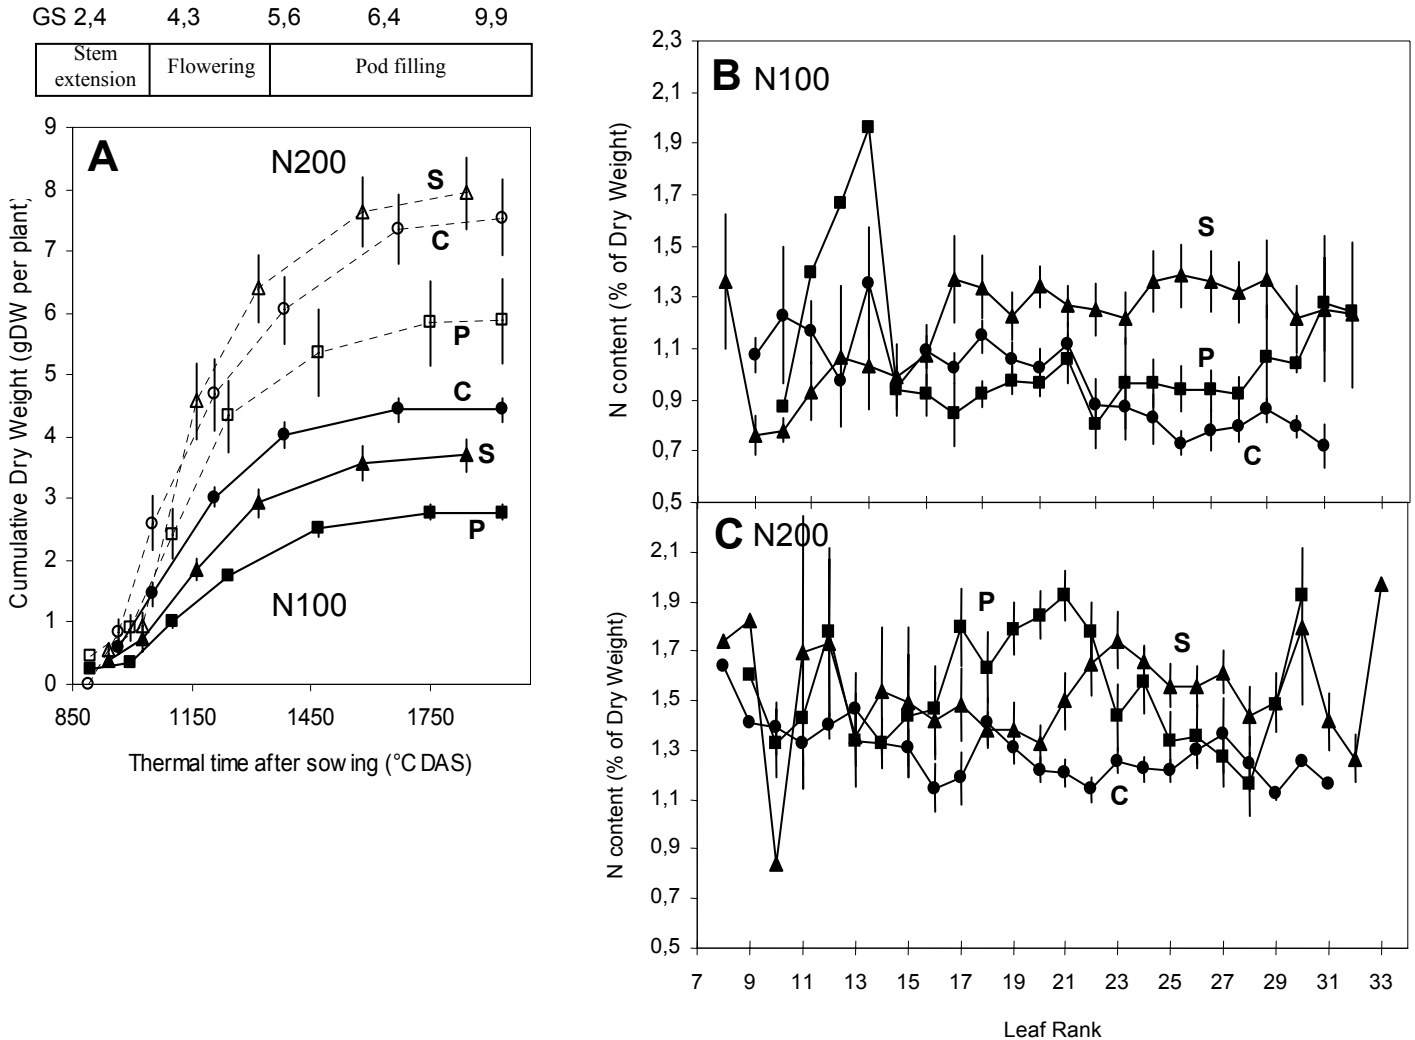 GS 2,4 4,3 5,6 6,4 9,9
Stem
extension
Flowering
Pod filling
A
N200
N100
S
C
P
C
S
P
9
8
7
6
5
4
3
2
1
0
850 1150 1450 1750
Cumulative Dry Weight (gDW per plant)
Thermal time after sowing (°C DAS)
B N100
2,3
2,1
1,9
1,7
1,5
1,3
1,1
0,9
0,7
0,5
N content (% of Dry Weight)
S
P
C
C N200
2,1
1,9
1,7
1,5
1,3
1,1
0,9
0,7
0,5
N content (% of Dry Weight)
P
S
C
7 9 11 13 15 17 19 21 23 25 27 29 31 33
Leaf Rank